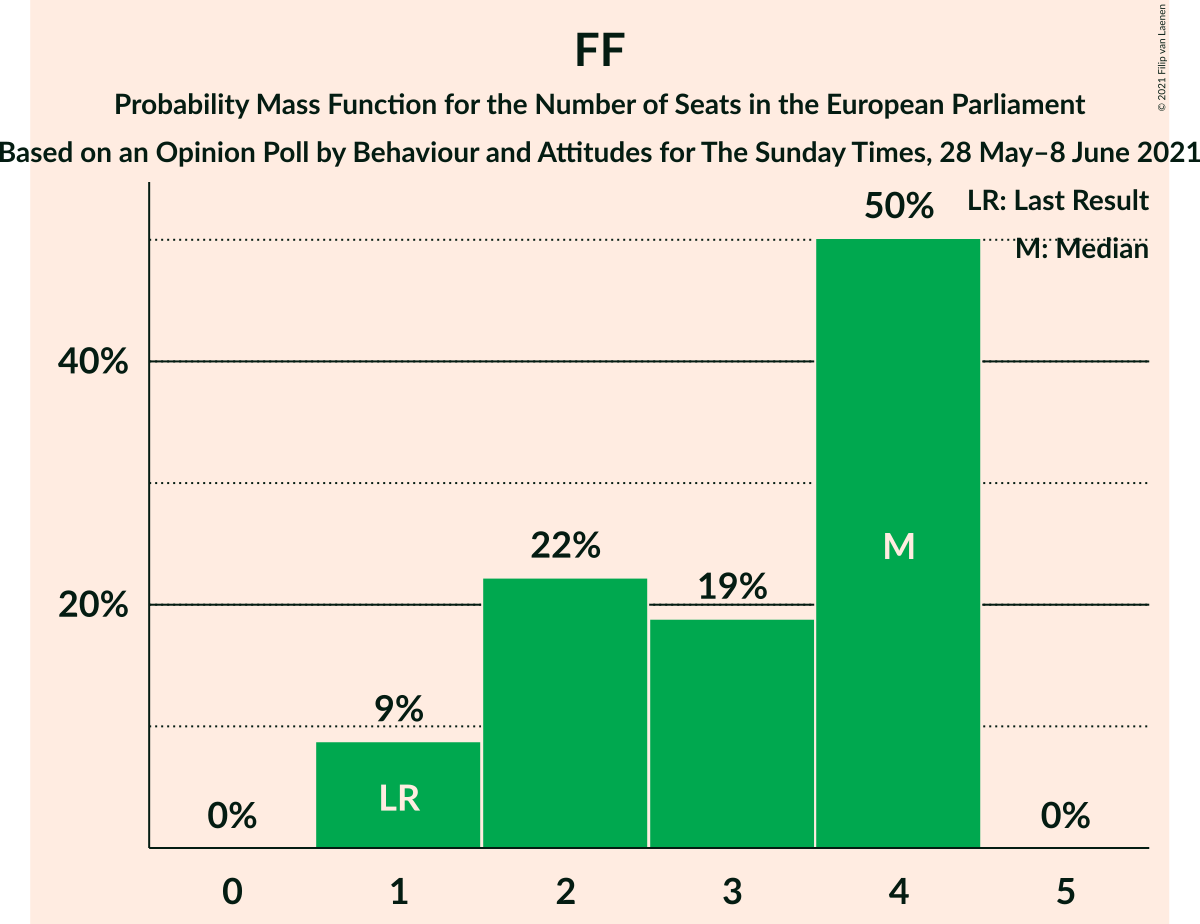 FF
Probability Mass Function for the Number of Seats in the European Parliament
Based on an Opinion Poll by Behaviour and Attitudes for The Sunday Times, 28 May–8 June 2021
© 2021 Filip van Laenen
LR: Last Result
M: Median
50%
40%
22%
19%
20%
9%
0%
0%
M
LR
0 1 2 3 4 5